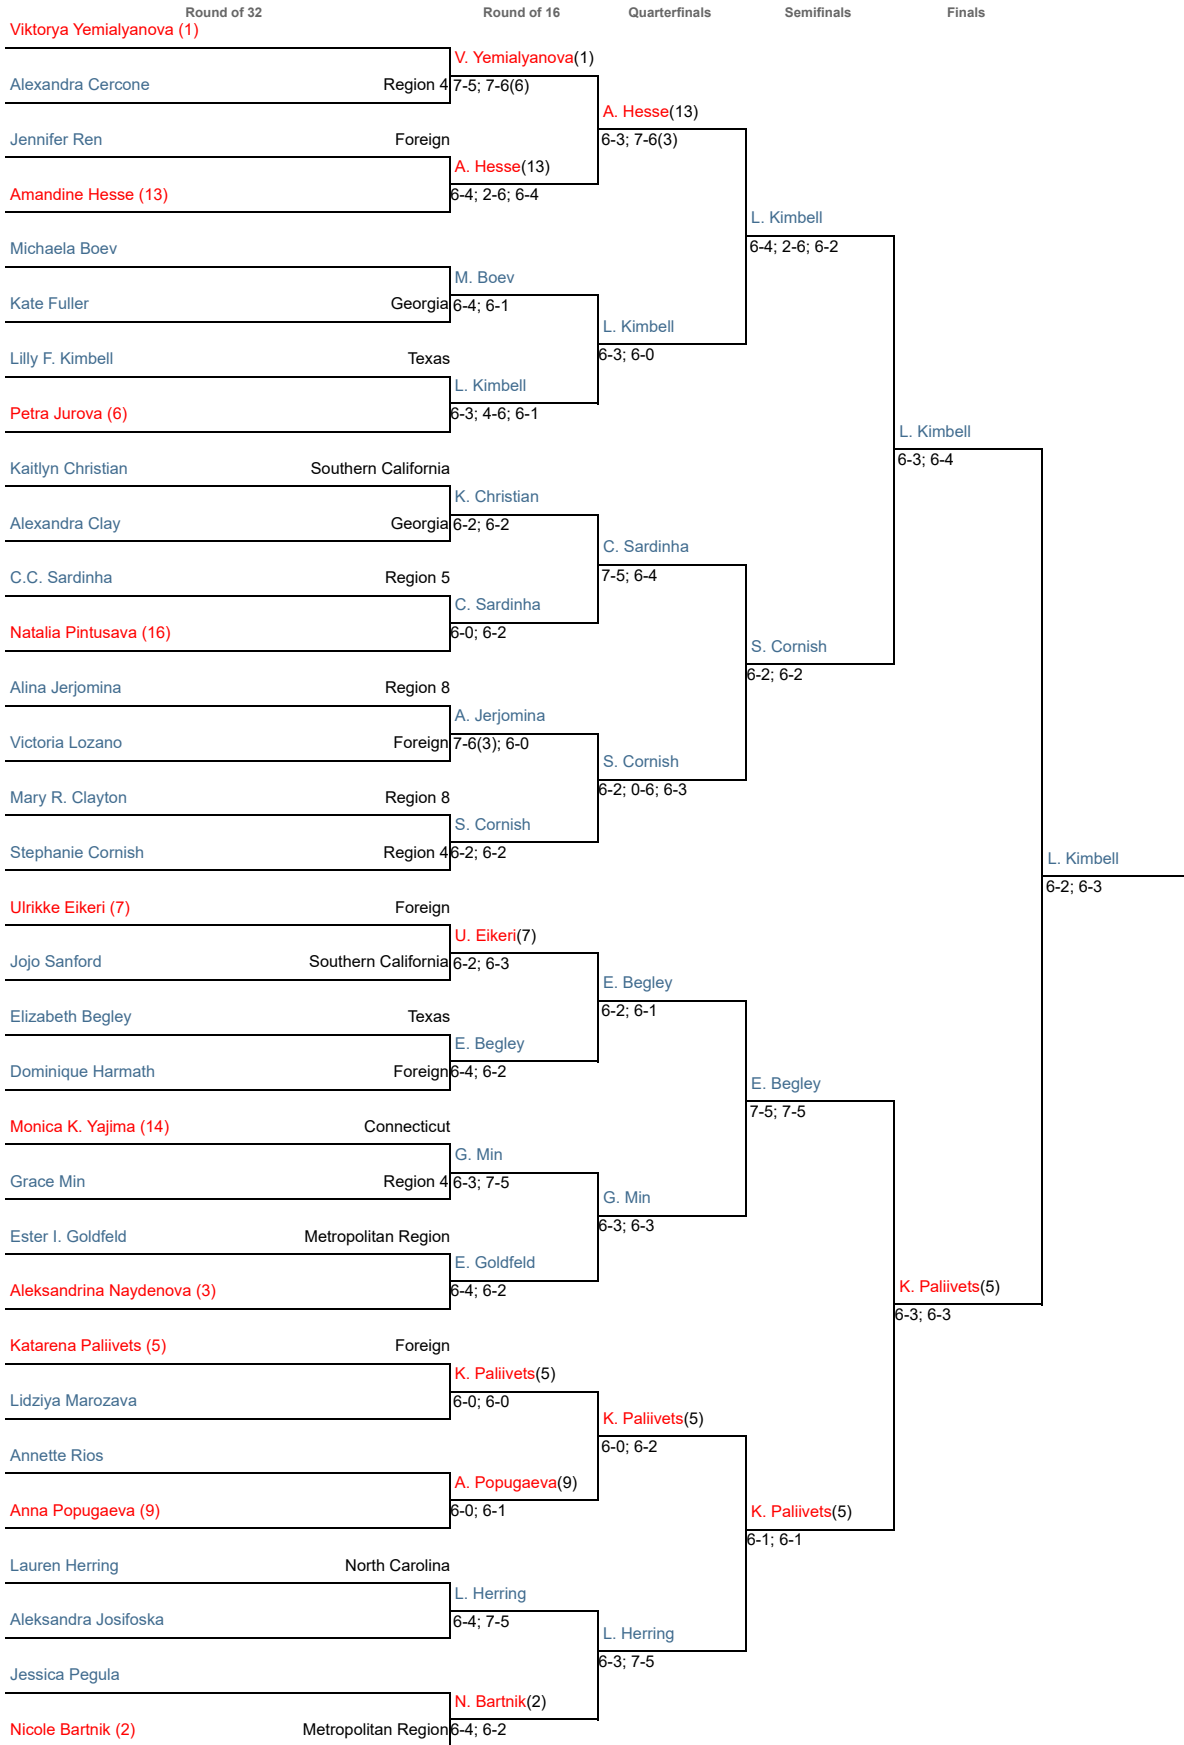 Round of 32 Round of 16 Quarterfinals Semifinals Finals
Viktorya Yemialyanova (1)
V. Yemialyanova(1)
Alexandra Cercone Region 4 7-5; 7-6(6)
A. Hesse(13)
Jennifer Ren Foreign 6-3; 7-6(3)
A. Hesse(13)
Amandine Hesse (13) 6-4; 2-6; 6-4
L. Kimbell
Michaela Boev 6-4; 2-6; 6-2
M. Boev
Kate Fuller Georgia 6-4; 6-1
L. Kimbell
Lilly F. Kimbell Texas 6-3; 6-0
L. Kimbell
Petra Jurova (6) 6-3; 4-6; 6-1
L. Kimbell
Kaitlyn Christian Southern California 6-3; 6-4
K. Christian
Alexandra Clay Georgia 6-2; 6-2
C. Sardinha
C.C. Sardinha Region 5 7-5; 6-4
C. Sardinha
Natalia Pintusava (16) 6-0; 6-2
S. Cornish
Alina Jerjomina Region 8 6-2; 6-2
A. Jerjomina
Victoria Lozano Foreign 7-6(3); 6-0
S. Cornish
Mary R. Clayton Region 8 6-2; 0-6; 6-3
S. Cornish
Stephanie Cornish Region 4 6-2; 6-2
L. Kimbell
6-2; 6-3
Ulrikke Eikeri (7) Foreign
U. Eikeri(7)
Jojo Sanford Southern California 6-2; 6-3
E. Begley
Elizabeth Begley Texas 6-2; 6-1
E. Begley
Dominique Harmath Foreign 6-4; 6-2
E. Begley
Monica K. Yajima (14) Connecticut 7-5; 7-5
G. Min
Grace Min Region 4 6-3; 7-5
G. Min
Ester I. Goldfeld Metropolitan Region 6-3; 6-3
E. Goldfeld
Aleksandrina Naydenova (3) 6-4; 6-2
K. Paliivets(5)
6-3; 6-3
Katarena Paliivets (5) Foreign
K. Paliivets(5)
Lidziya Marozava 6-0; 6-0
K. Paliivets(5)
Annette Rios 6-0; 6-2
A. Popugaeva(9)
Anna Popugaeva (9) 6-0; 6-1
K. Paliivets(5)
6-1; 6-1
Lauren Herring North Carolina
L. Herring
Aleksandra Josifoska 6-4; 7-5
L. Herring
Jessica Pegula 6-3; 7-5
N. Bartnik(2)
Nicole Bartnik (2) Metropolitan Region 6-4; 6-2